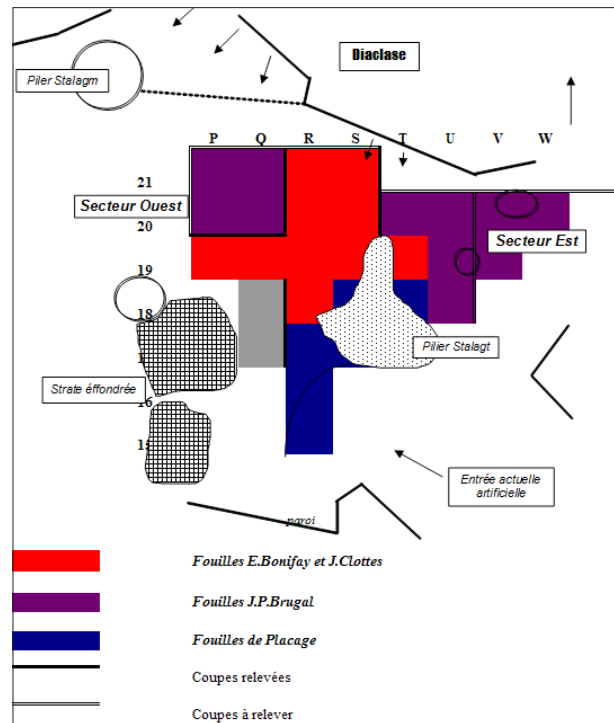 Diaclase
Piler Stalagm
P Q R S T U V W
21
Secteur Ouest
20
Secteur Est
19
18
Pilier Stalagt
1
Strate éffondrée
16
15
Entrée actuelle
artificielle
paroi
Fouilles E.Bonifay et J.Clottes
Fouilles J.P.Brugal
Fouilles de Placage
Coupes relevées
Coupes à relever